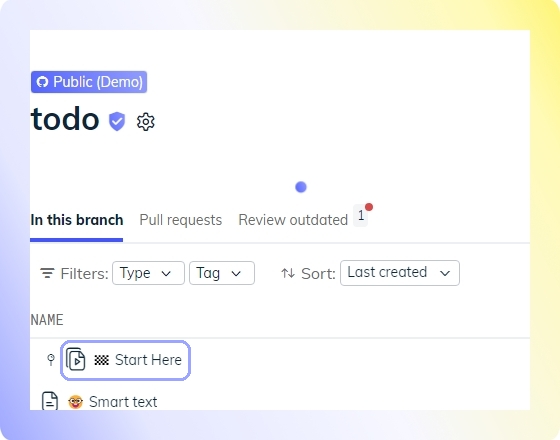 Public (Demo)
todo
In this branch Pull requests Review outdated 1
Filters: Type Tag Sort: Last created
NAME
Start Here
Smart text